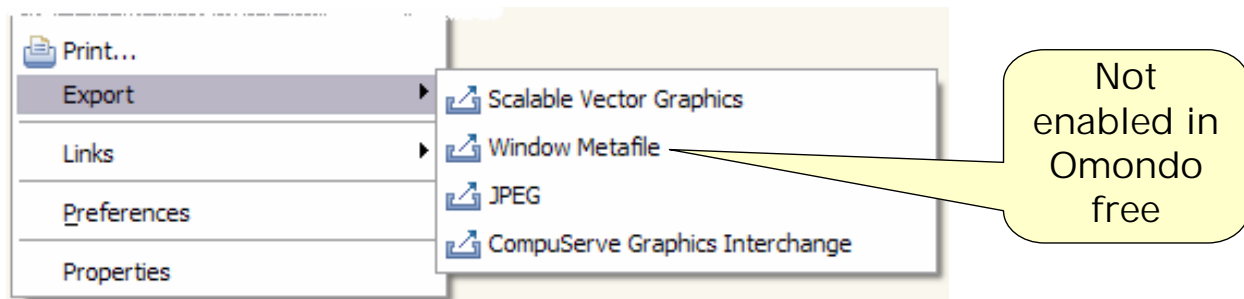 Print...
Export
Links
Preferences
Properties
Scalable Vector Graphics
Window Metafile
JPEG
CompuServe Graphics Interchange
Not
enabled in
Omondo
free